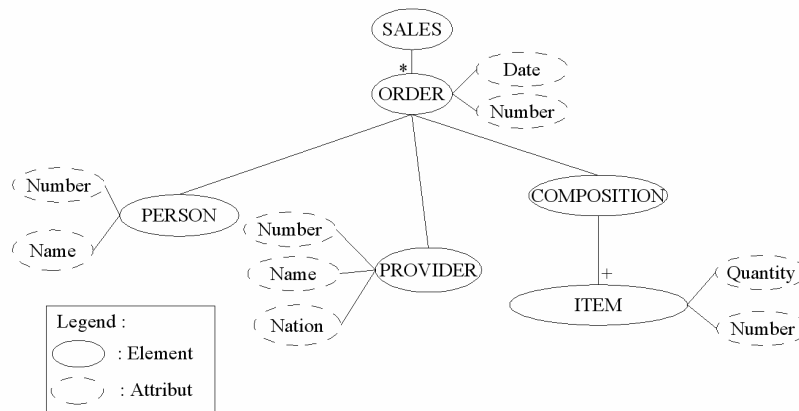 SALES
*
Date
ORDER
Number
Number
COMPOSITION
PERSON
Number
Name
Name
PROVIDER
+
Quantity
ITEM
Nation
Number
Legend :
: Element
: Attribut